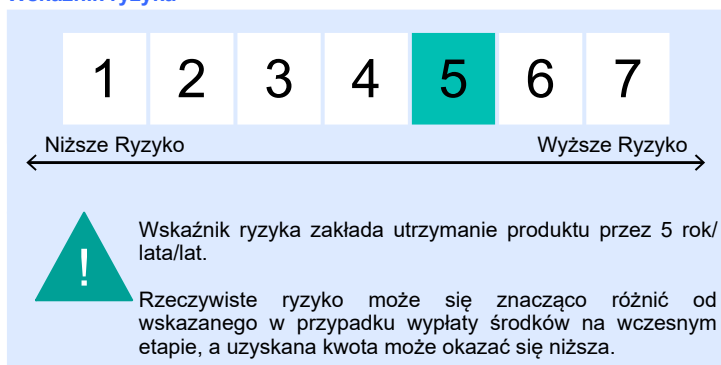 Wskaźnik ryzyka
1 2 3 4 5 6 7
Niższe Ryzyko Wyższe Ryzyko
!
Wskaźnik ryzyka zakłada utrzymanie produktu przez 5 rok/
lata/lat.
Rzeczywiste ryzyko może się znacząco różnić od
wskazanego w przypadku wypłaty środków na wczesnym
etapie, a uzyskana kwota może okazać się niższa.